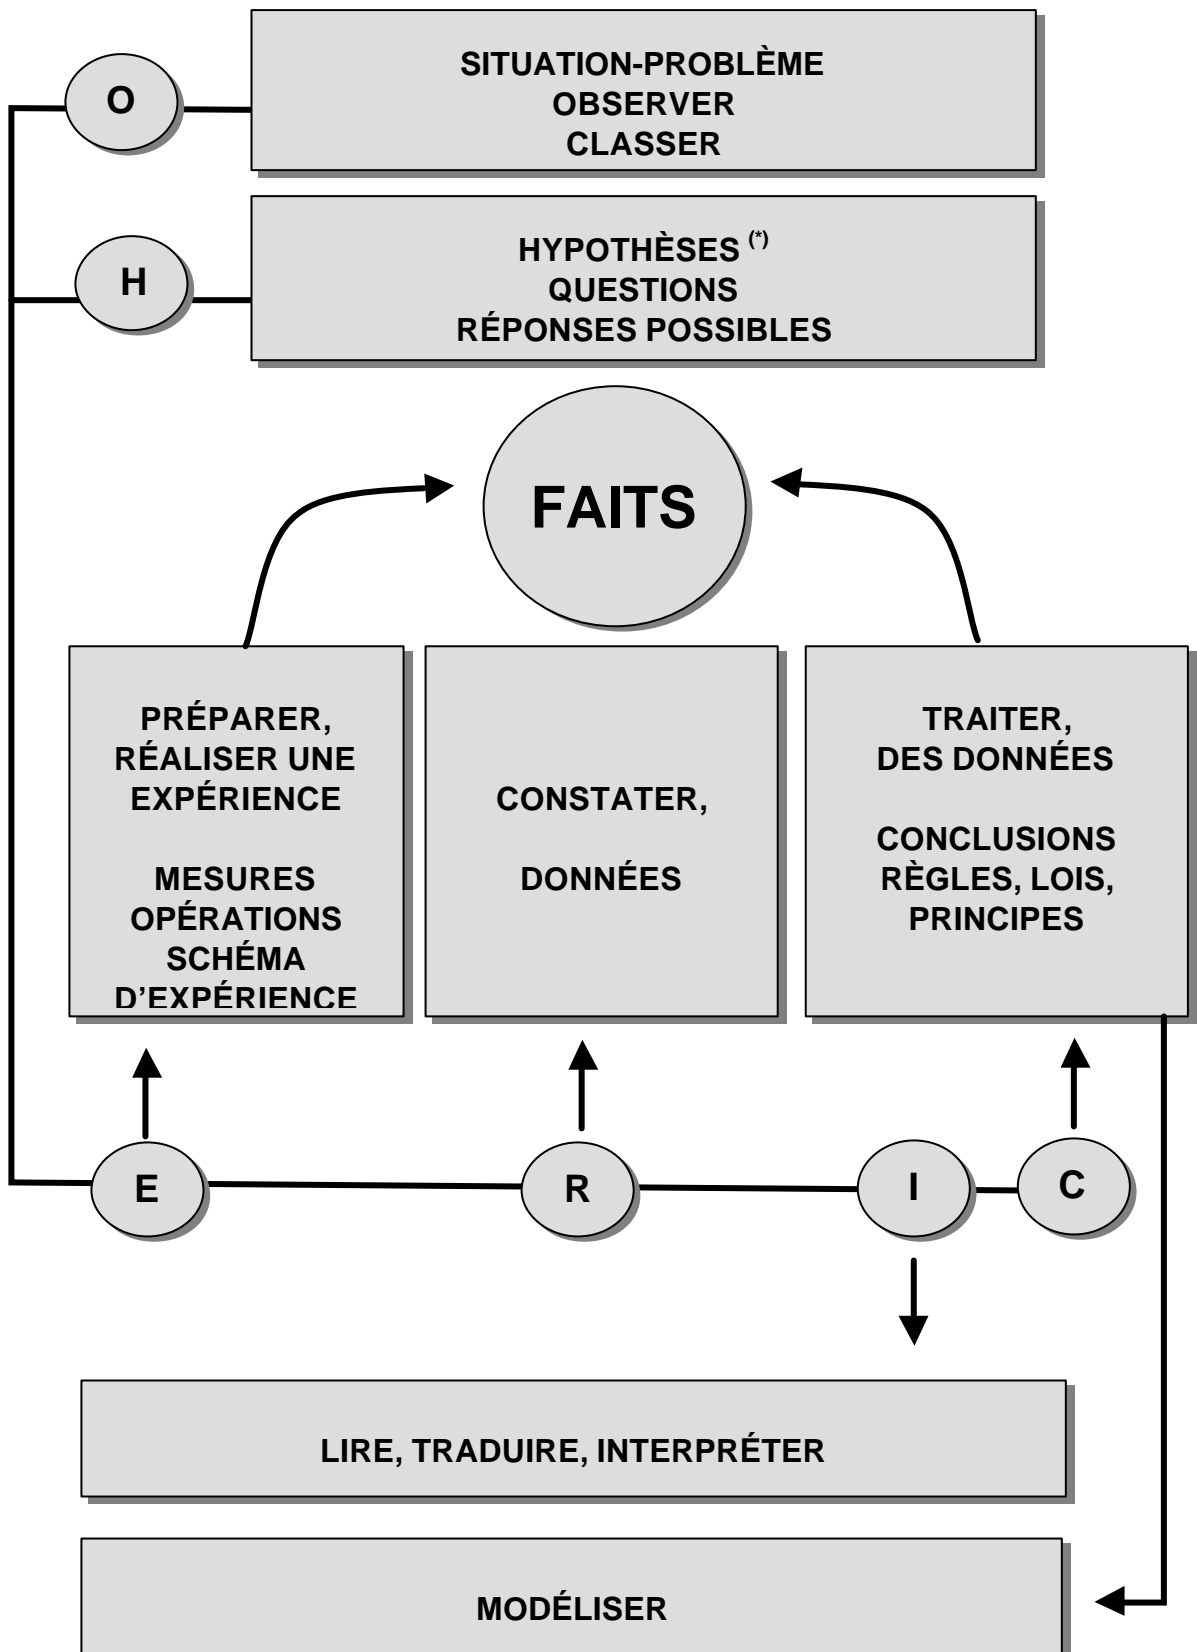 O
SITUATION-PROBLÈME
OBSERVER
CLASSER
H
HYPOTHÈSES (*)
QUESTIONS
RÉPONSES POSSIBLES
FAITS
PRÉPARER,
RÉALISER UNE
EXPÉRIENCE
MESURES
OPÉRATIONS
SCHÉMA
D'EXPÉRIENCE
CONSTATER,
DONNÉES
TRAITER,
DES DONNÉES
CONCLUSIONS
RÈGLES, LOIS,
PRINCIPES
E
R
I
C
LIRE, TRADUIRE, INTERPRÉTER
MODÉLISER